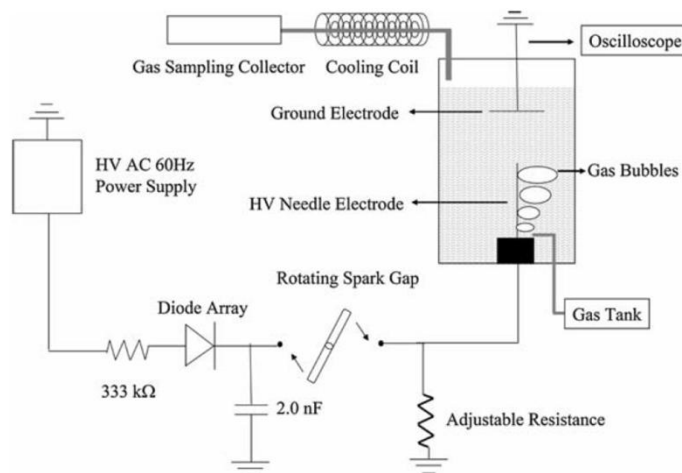 Oscilloscope
Gas Sampling Collector
Cooling Coil
Ground Electrode
HV AC 60Hz
Power Supply
Gas Bubbles
HV Needle Electrode
Rotating Spark Gap
Diode Array
Gas Tank
333 kΩ
2.0 nF
Adjustable Resistance